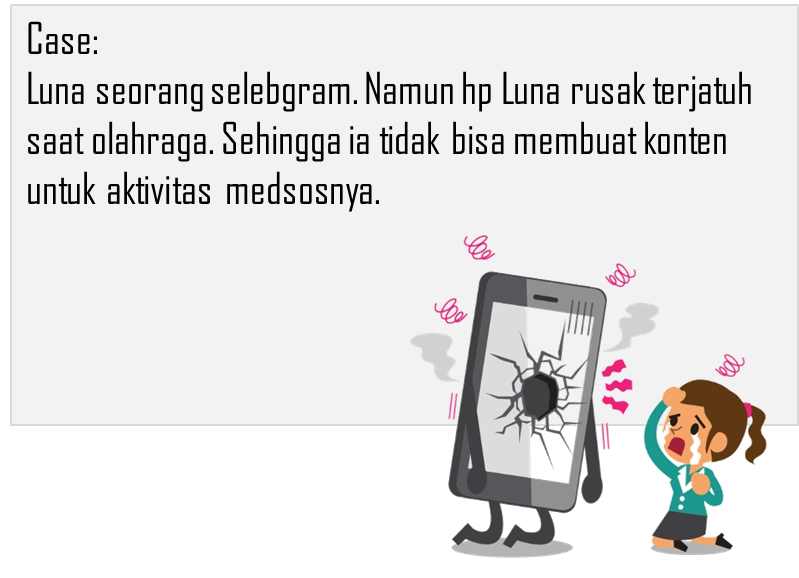 Case:
Luna seorang selebgram. Namun hp Luna rusak terjatuh
saat olahraga. Sehingga ia tidak bisa membuat konten
untuk aktivitas medsosnya.